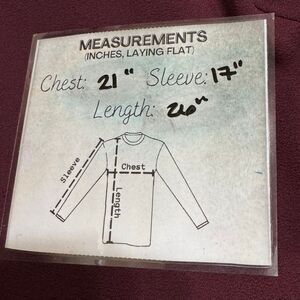 MEASUREMENTS
(INCHES, LAYING FLAT)
Chest: 21" Sleeve: 17"
Length: 26"
Sleeve
Chest
Length